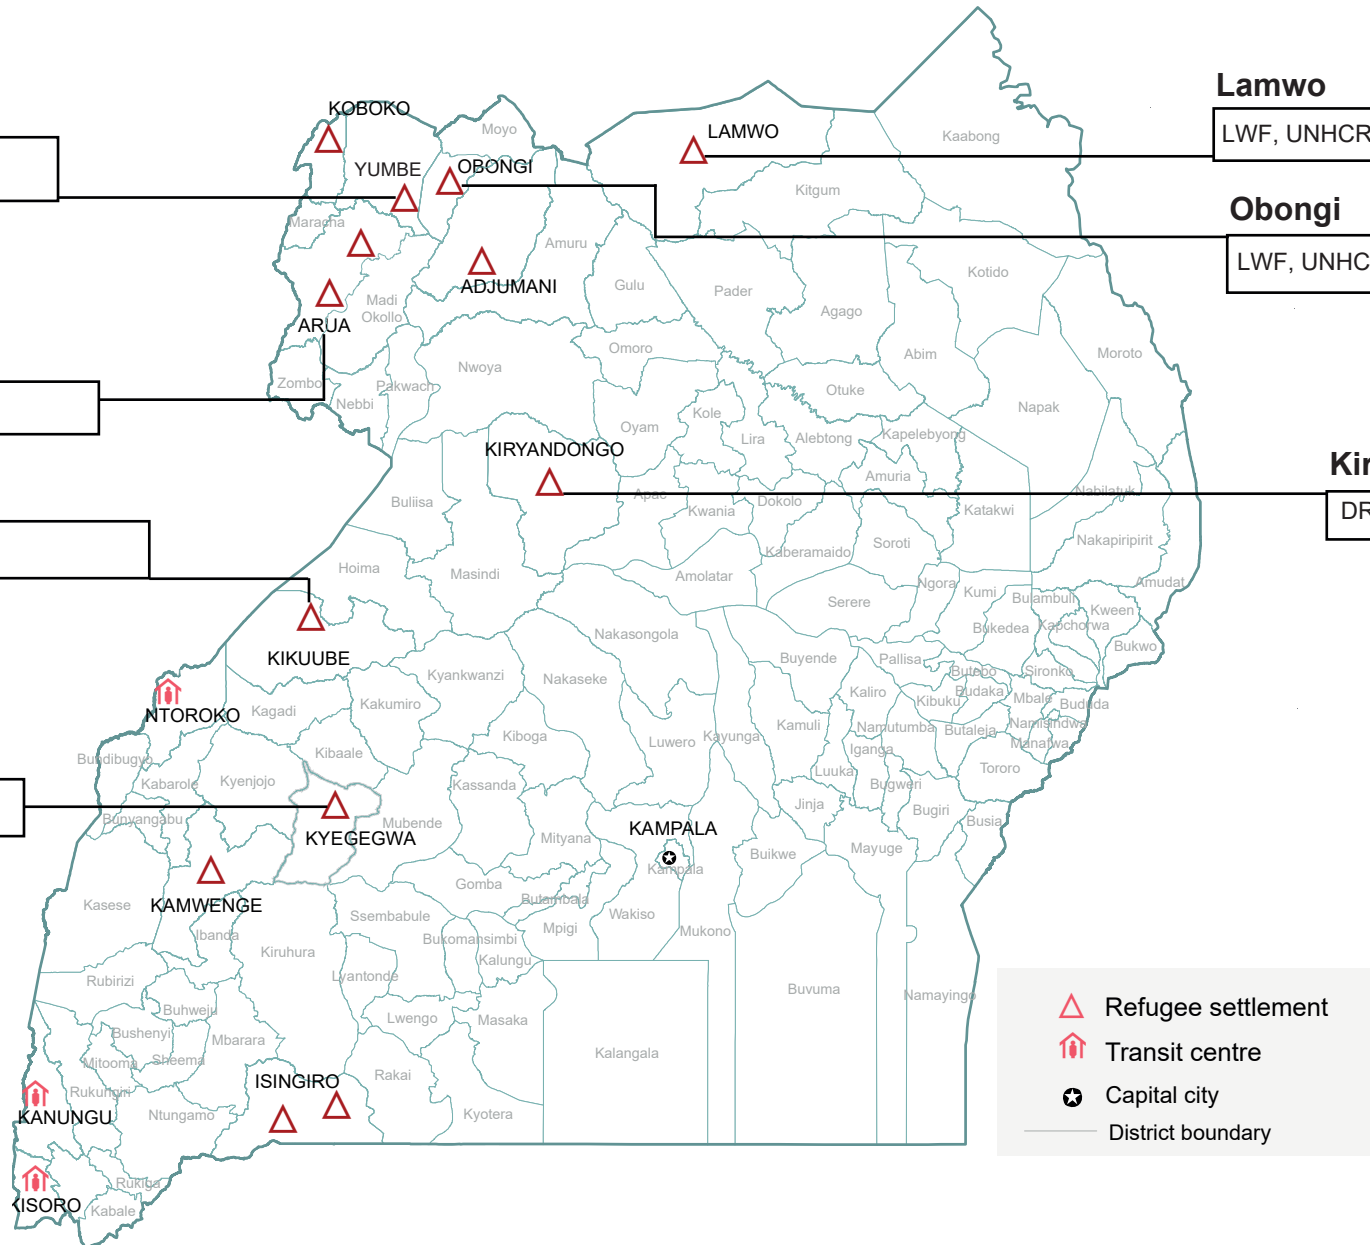 Lamwo
LWF, UNHCR
Obongi
LWF, UNHC
Kir
DR
KOBOKO
Moyo
LAMWO
Kaabong
YUMBE
OBONGI
Kitgum
Maracha
Amuru
Kotido
ADJUMANI
Gulu
Pader
Madi
Okollo
Agago
ARUA
Omoro
Abim
Moroto
Nwoya
Zombo
Pakwach
Otuke
Nebbi
Napak
Kole
Oyam
Lira
Alebtong
Kapelebyong
KIRYANDONGO
Amuria
Apac
Nabilatuk
Buliisa
Dokolo
Kwania
Katakwi
Nakapiripirit
Soroti
Kaberamaido
Hoima
Masindi
Amolatar
Ngora
Amudat
Kumi
Bulambuli
Serere
Kween
Bukedea
Kapchorwa
Nakasongola
Bukwo
KIKUUBE
Buyende
Pallisa
Butebo
Sironko
Kyankwanzi
Nakaseke
Kaliro
Budaka
Kibuku
Mbale
Bududa
Kakumiro
NTOROKO
Kagadi
Kamuli
Namutumba
Butaleja
Namisindwa
Kiboga
Luwero
Kayunga
Iganga
Manafwa
Kibaale
Bundibugyo
Luuka
Tororo
Kabarole
Kyenjojo
Kassanda
Bugweri
Jinja
Bugiri
Bunyangabu
Mubende
Busia
KAMPALA
KYEGEGWA
Mityana
Buikwe
Mayuge
Kampala
Gomba
Butambala
KAMWENGE
Kasese
Ssembabule
Wakiso
Ibanda
Mpigi
Mukono
Bukomansimbi
Kiruhura
Kalungu
Lyantonde
Rubirizi
Buvuma
Namayingo
Buhweju
Lwengo
Masaka
Bushenyi
Mbarara
Kalangala
Mitooma
Sheema
Rakai
ISINGIRO
Rukungiri
KANUNGU
Ntungamo
Kyotera
Rukiga
KISORO
Kabale
Refugee settlement
Transit centre
Capital city
District boundary